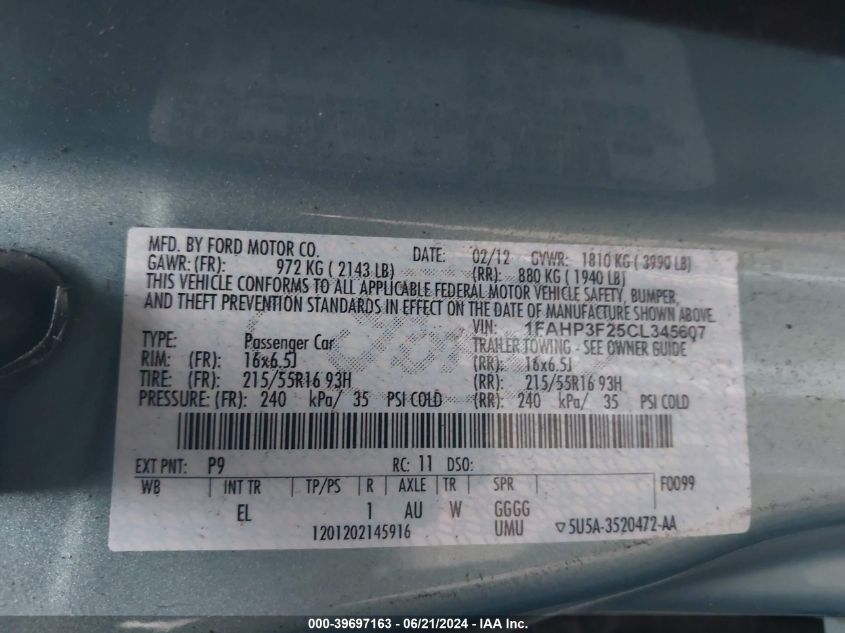 MFD. BY FORD MOTOR CO. DATE: 02/12 GVWR: 1810 KG ( 3990 LB)
GAWR: (FR): 972 KG ( 2143 LB) (RR): 880 KG ( 1940 LB)
THIS VEHICLE CONFORMS TO ALL APPLICABLE FEDERAL MOTOR VEHICLE SAFETY, BUMPER,
AND THEFT PREVENTION STANDARDS IN EFFECT ON THE DATE OF MANUFACTURE SHOWN ABOVE.
VIN: 1FAHP3F25CL345607
TYPE: Passenger Car TRAILER TOWING - SEE OWNER GUIDE
RIM: (FR): 16x6.5J (RR): 16x6.5J
TIRE: (FR): 215/55R16 93H (RR): 215/55R16 93H
PRESSURE: (FR): 240 kPa/ 35 PSI COLD (RR): 240 kPa/ 35 PSI COLD
EXT PNT: P9 RC: 11 DSO: F0099
WB INT TR TP/PS R AXLE TR SPR
EL 1 AU W GGGG
1201202145916 UMU ▽5U5A-3520472-AA
000-39697163 - 06/21/2024 - IAA Inc.